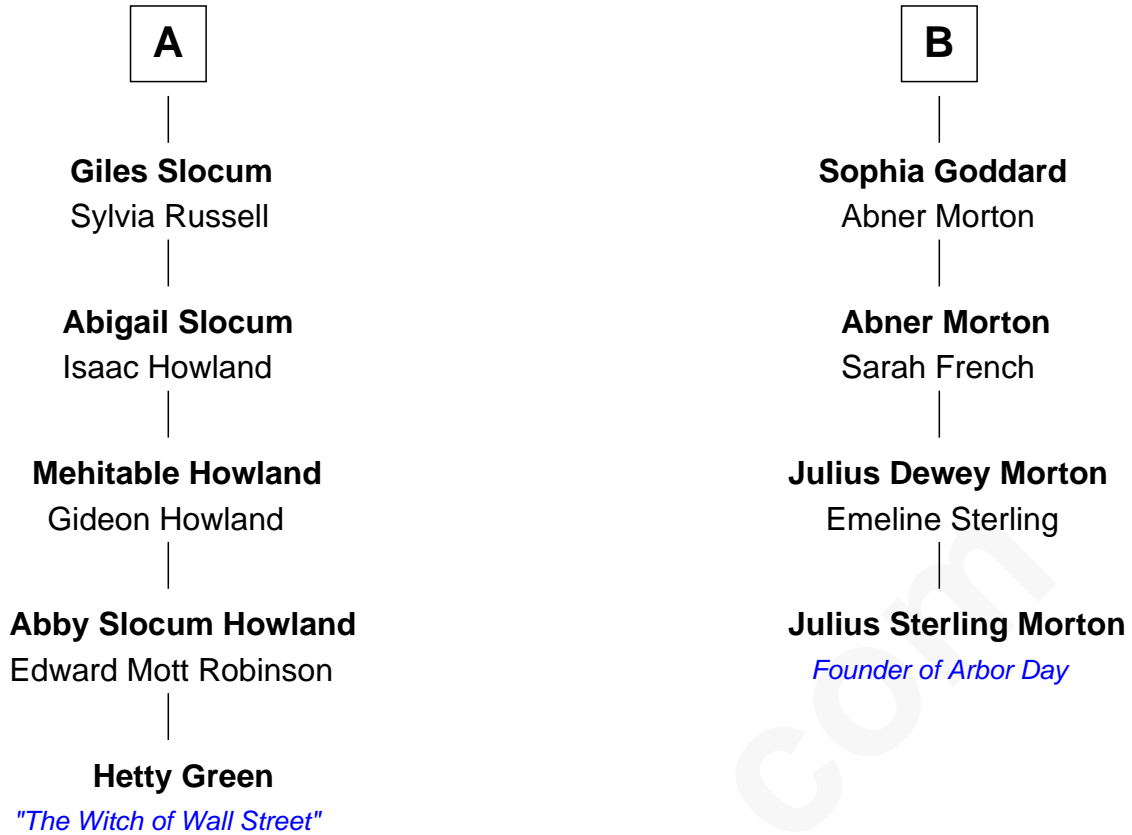 A
Giles Slocum
Sylvia Russell
Abigail Slocum
Isaac Howland
Mehitable Howland
Gideon Howland
Abby Slocum Howland
Edward Mott Robinson
Hetty Green
"The Witch of Wall Street"
B
Sophia Goddard
Abner Morton
Abner Morton
Sarah French
Julius Dewey Morton
Emeline Sterling
Julius Sterling Morton
Founder of Arbor Day
com